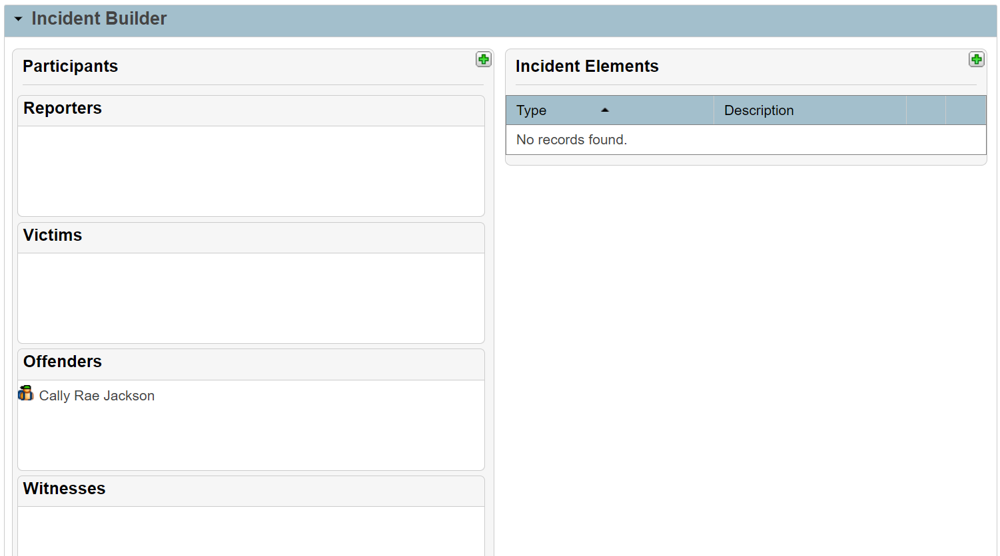 Incident Builder
Participants
Reporters
Victims
Offenders
Cally Rae Jackson
Witnesses
Incident Elements
Type Description
No records found.